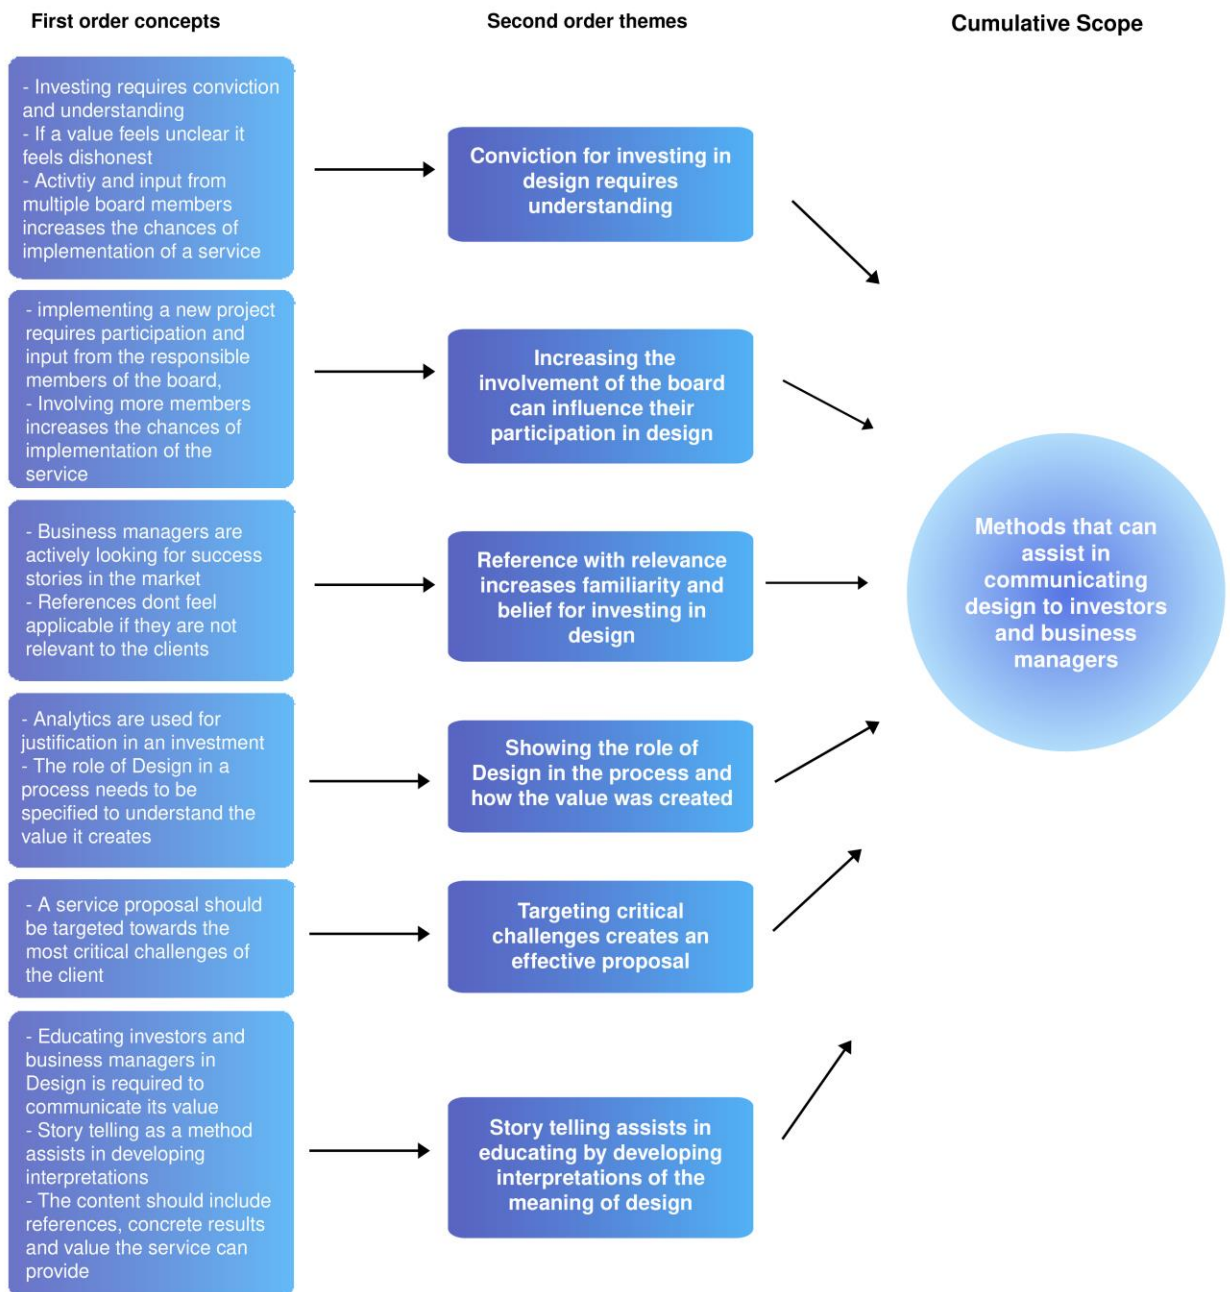 First order concepts
Second order themes
Cumulative Scope
- Investing requires conviction
and understanding
- If a value feels unclear it
feels dishonest
- Activtiy and input from
multiple board members
increases the chances of
implementation of a service
Conviction for investing in
design requires
understanding
- implementing a new project
requires participation and
input from the responsible
members of the board,
- Involving more members
increases the chances of
implementation of the
service
Increasing the
involvement of the board
can influence their
participation in design
- Business managers are
actively looking for success
stories in the market
- References dont feel
applicable if they are not
relevant to the clients
Reference with relevance
increases familiarity and
belief for investing in
design
- Analytics are used for
justification in an investment
- The role of Design in a
process needs to be
specified to understand the
value it creates
Showing the role of
Design in the process and
how the value was created
- A service proposal should
be targeted towards the
most critical challenges of
the client
Targeting critical
challenges creates an
effective proposal
- Educating investors and
business managers in
Design is required to
communicate its value
- Story telling as a method
assists in developing
interpretations
- The content should include
references, concrete results
and value the service can
provide
Story telling assists in
educating by developing
interpretations of the
meaning of design
Methods that can
assist in
communicating
design to investors
and business
managers